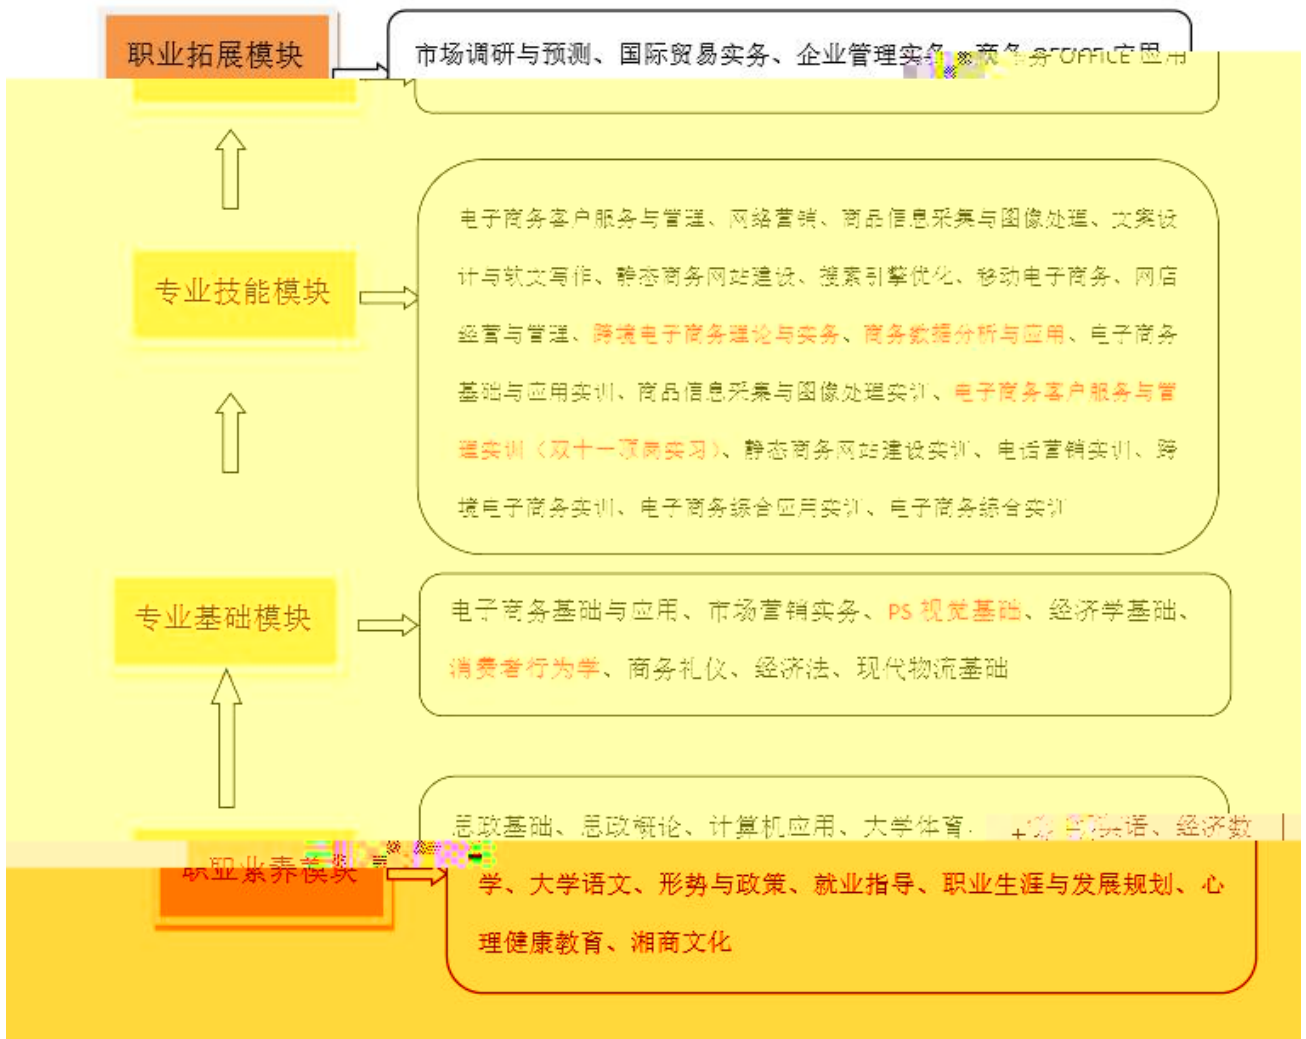 职业拓展模块
市场调研与预测、国际贸易实务、企业管理实务、商务 OFFICE 应用
电子商务客户服务与管理、网络营销、商品信息采集与图像处理、文案设
专业技能模块
计与软文写作、静态商务网站建设、搜索引擎优化、移动电子商务、网店
经营与管理、跨境电子商务理论与实务、商务数据分析与应用、电子商务
基础与应用实训、商品信息采集与图像处理实训、电子商务客户服务与管
理实训（双十一顶岗实习）、静态商务网站建设实训、电话营销实训、跨
境电子商务实训、电子商务综合应用实训、电子商务综合实训
专业基础模块
电子商务基础与应用、市场营销实务、PS 视觉基础、经济学基础、
消费者行为学、商务礼仪、经济法、现代物流基础
思政基础、思政概论、计算机应用、大学体育、英语、经济数
职业素养模块
学、大学语文、形势与政策、就业指导、职业生涯与发展规划、心
理健康教育、湘商文化